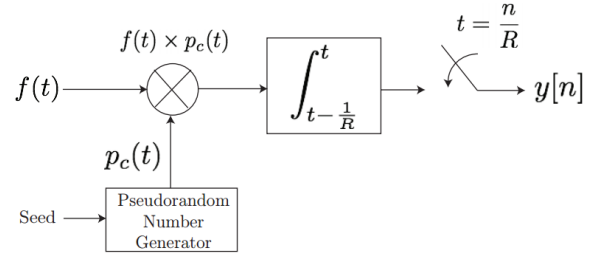 t = n/R
f(t) × p_c(t)
∫_{t-1/R}^{t}
f(t)
y[n]
p_c(t)
Seed
Pseudorandom
Number
Generator